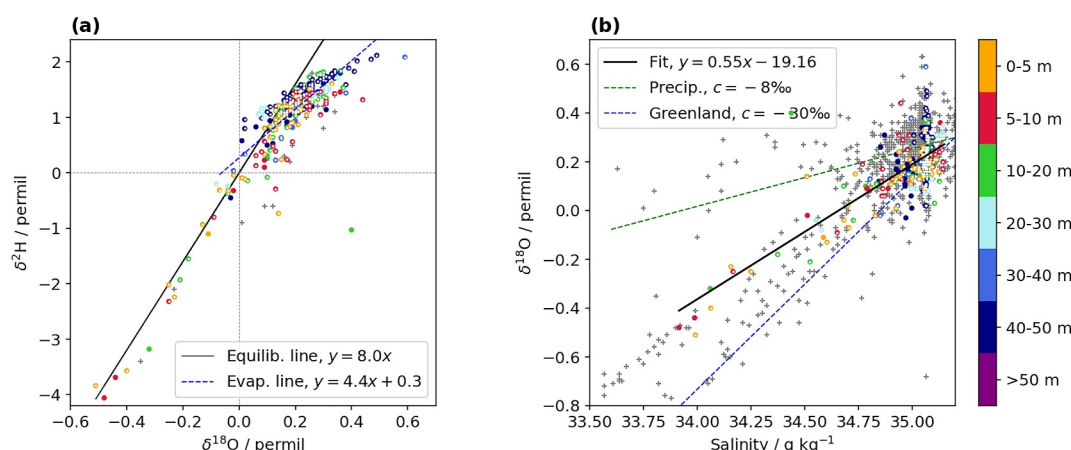 (a)
2
1
0
−1
−2
−3
−4
δ²H / permil
Equilib. line, y = 8.0x
Evap. line, y = 4.4x + 0.3
−0.6 −0.4 −0.2 0.0 0.2 0.4 0.6
δ¹⁸O / permil
(b)
0.6
0.4
0.2
0.0
−0.2
−0.4
−0.6
−0.8
δ¹⁸O / permil
Fit, y = 0.55x − 19.16
Precip., c = − 8‰
Greenland, c = − 30‰
33.50 33.75 34.00 34.25 34.50 34.75 35.00
Salinity / g kg⁻¹
0-5 m
5-10 m
10-20 m
20-30 m
30-40 m
40-50 m
>50 m